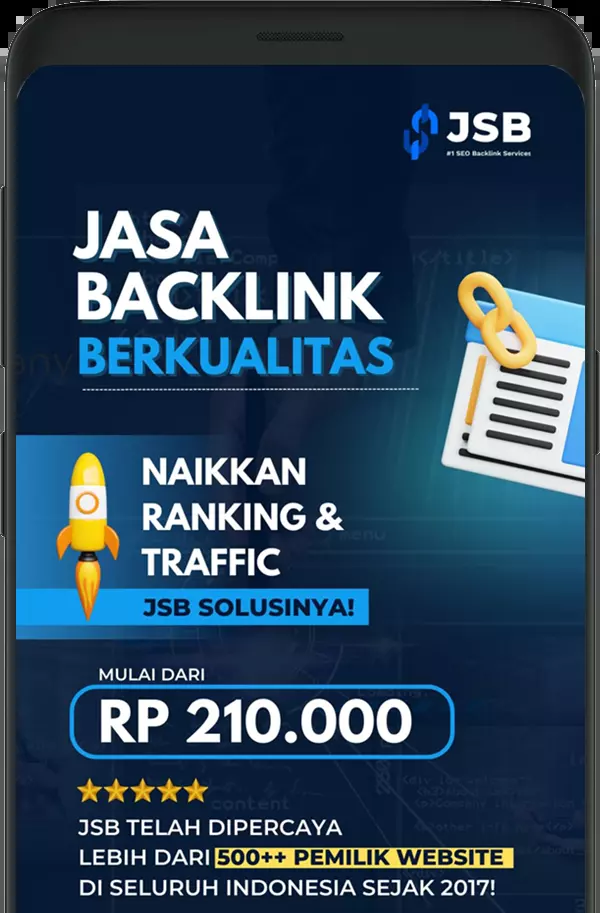 JSB
#1 SEO Backlink Services
JASA
BACKLINK
BERKUALITAS
NAIKKAN
RANKING &
TRAFFIC
JSB SOLUSINYA!
MULAI DARI
RP 210.000
JSB TELAH DIPERCAYA
LEBIH DARI 500++ PEMILIK WEBSITE
DI SELURUH INDONESIA SEJAK 2017!